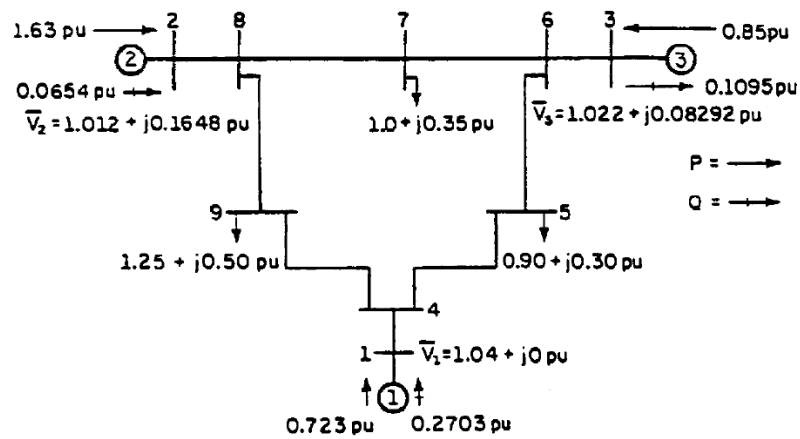 1.63 pu
2
8
7
6
3
0.85pu
2
3
0.0654 pu
0.1095pu
V̅₂ = 1.012 + j0.1648 pu
1.0 + j0.35 pu
V̅₃ = 1.022 + j0.08292 pu
P =
Q =
9
5
1.25 + j0.50 pu
0.90 + j0.30 pu
4
1
V̅₁ = 1.04 + j0 pu
1
0.723 pu
0.2703 pu